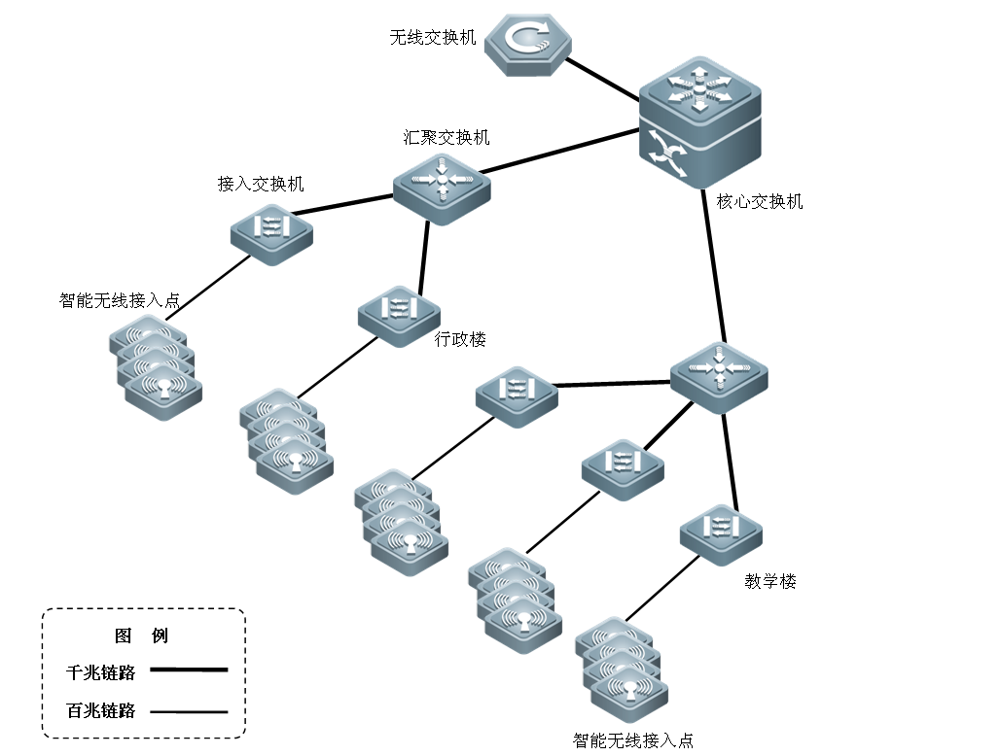 无线交换机
汇聚交换机
接入交换机
核心交换机
智能无线接入点
行政楼
教学楼
图 例
千兆链路
百兆链路
智能无线接入点